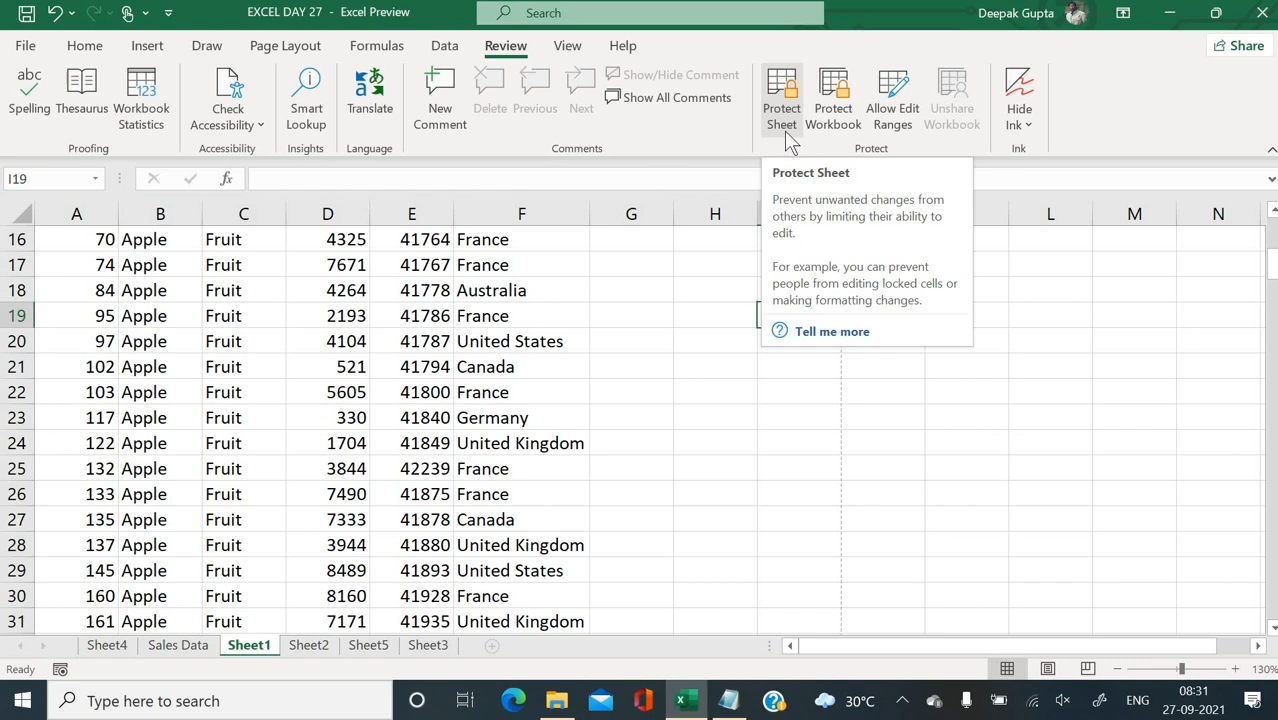 EXCEL DAY 27 - Excel Preview
Search
Deepak Gupta
File Home Insert Draw Page Layout Formulas Data Review View Help
Share
abc
Spelling
Thesaurus
123
Workbook Statistics
Check Accessibility
Smart Lookup
Translate
New Comment
Delete
Previous
Next
Show/Hide Comment
Show All Comments
Protect Sheet
Protect Workbook
Allow Edit Ranges
Unshare Workbook
Hide Ink
Proofing Accessibility Insights Language Comments Protect Ink
I19
fx
Protect Sheet
Prevent unwanted changes from
others by limiting their ability to
edit.
For example, you can prevent
people from editing locked cells or
making formatting changes.
Tell me more
A B C D E F G H L M N
16 70 Apple Fruit 4325 41764 France
17 74 Apple Fruit 7671 41767 France
18 84 Apple Fruit 4264 41778 Australia
19 95 Apple Fruit 2193 41786 France
20 97 Apple Fruit 4104 41787 United States
21 102 Apple Fruit 521 41794 Canada
22 103 Apple Fruit 5605 41800 France
23 117 Apple Fruit 330 41840 Germany
24 122 Apple Fruit 1704 41849 United Kingdom
25 132 Apple Fruit 3844 42239 France
26 133 Apple Fruit 7490 41875 France
27 135 Apple Fruit 7333 41878 Canada
28 137 Apple Fruit 3944 41880 United Kingdom
29 145 Apple Fruit 8489 41893 United States
30 160 Apple Fruit 8160 41928 France
31 161 Apple Fruit 7171 41935 United Kingdom
Sheet4 Sales Data Sheet1 Sheet2 Sheet5 Sheet3
Ready
130%
Type here to search
30°C
ENG
08:31
27-09-2021